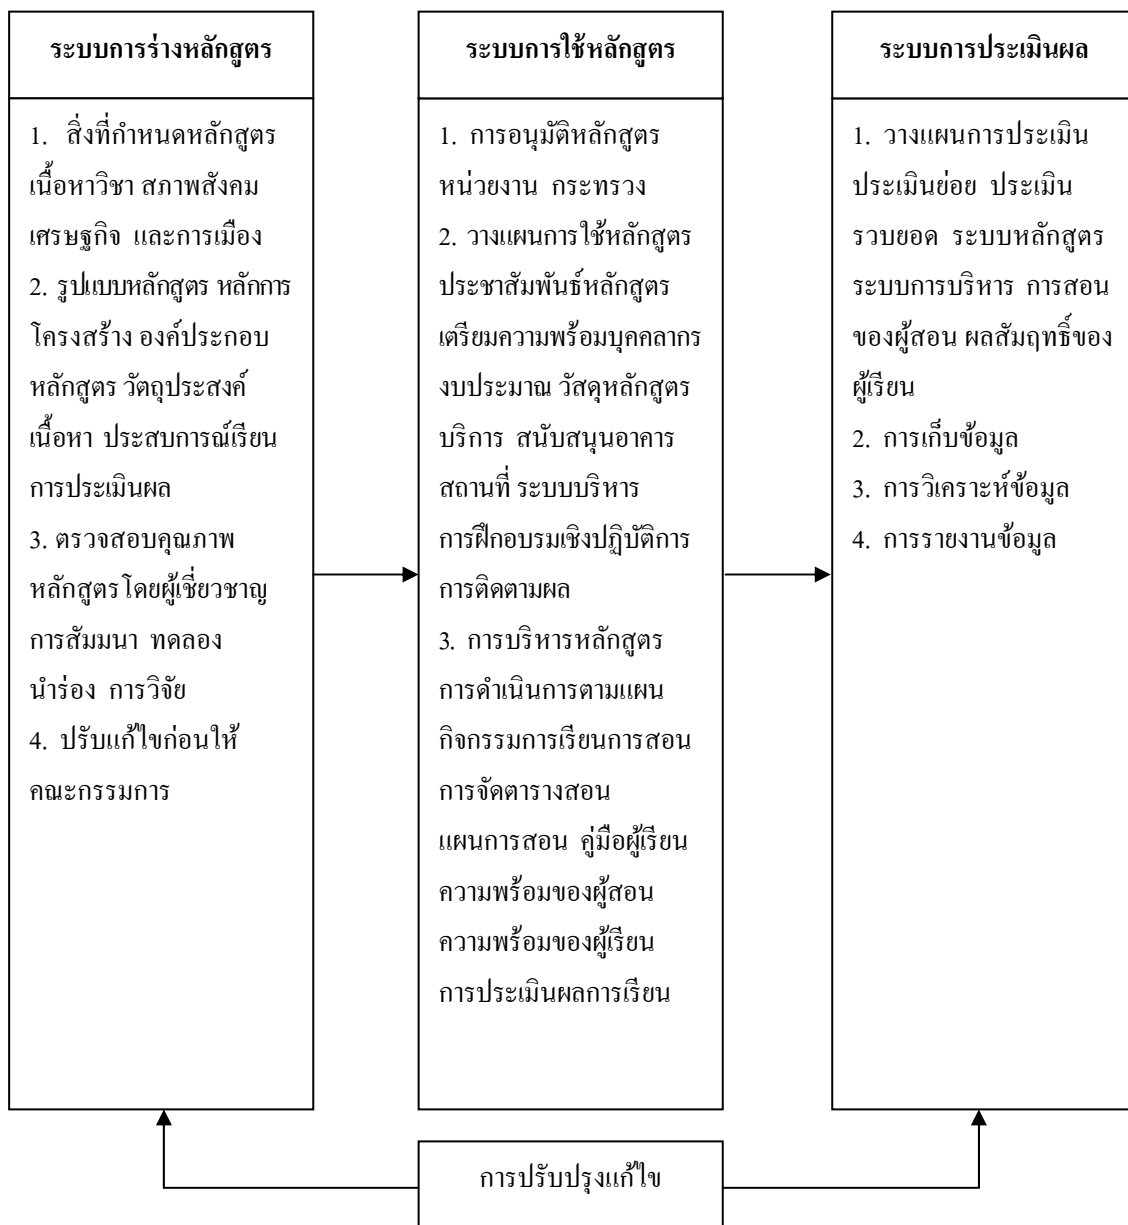 ระบบการร่างหลักสูตร
1. สิ่งที่กำหนดหลักสูตร
เนื้อหาวิชา สภาพสังคม
เศรษฐกิจ และการเมือง
2. รูปแบบหลักสูตร หลักการ
โครงสร้าง องค์ประกอบ
หลักสูตร วัตถุประสงค์
เนื้อหา ประสบการณ์เรียน
การประเมินผล
3. ตรวจสอบคุณภาพ
หลักสูตรโดยผู้เชี่ยวชาญ
การสัมมนา ทดลอง
นำร่อง การวิจัย
4. ปรับแก้ไขก่อนให้
คณะกรรมการ
ระบบการใช้หลักสูตร
1. การอนุมัติหลักสูตร
หน่วยงาน กระทรวง
2. วางแผนการใช้หลักสูตร
ประชาสัมพันธ์หลักสูตร
เตรียมความพร้อมบุคคลากร
งบประมาณ วัสดุหลักสูตร
บริการ สนับสนุนอาคาร
สถานที่ ระบบบริหาร
การฝึกอบรมเชิงปฏิบัติการ
การติดตามผล
3. การบริหารหลักสูตร
การดำเนินการตามแผน
กิจกรรมการเรียนการสอน
การจัดตารางสอน
แผนการสอน คู่มือผู้เรียน
ความพร้อมของผู้สอน
ความพร้อมของผู้เรียน
การประเมินผลการเรียน
ระบบการประเมินผล
1. วางแผนการประเมิน
ประเมินย่อย ประเมิน
รวบยอด ระบบหลักสูตร
ระบบการบริหาร การสอน
ของผู้สอน ผลสัมฤทธิ์ของ
ผู้เรียน
2. การเก็บข้อมูล
3. การวิเคราะห์ข้อมูล
4. การรายงานข้อมูล
การปรับปรุงแก้ไข